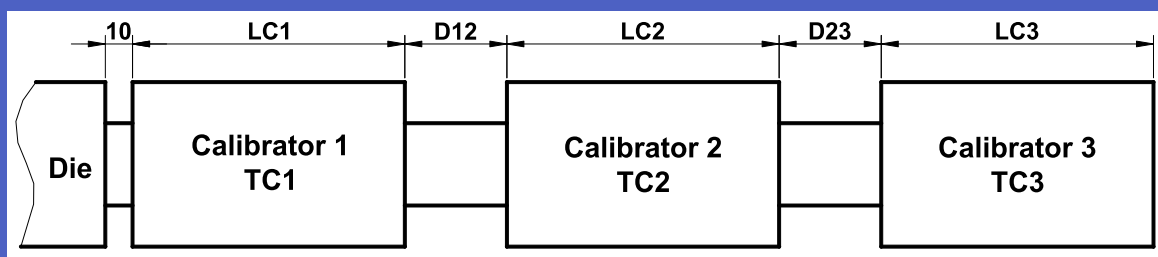 10 LC1 D12 LC2 D23 LC3
Die
Calibrator 1
TC1
Calibrator 2
TC2
Calibrator 3
TC3